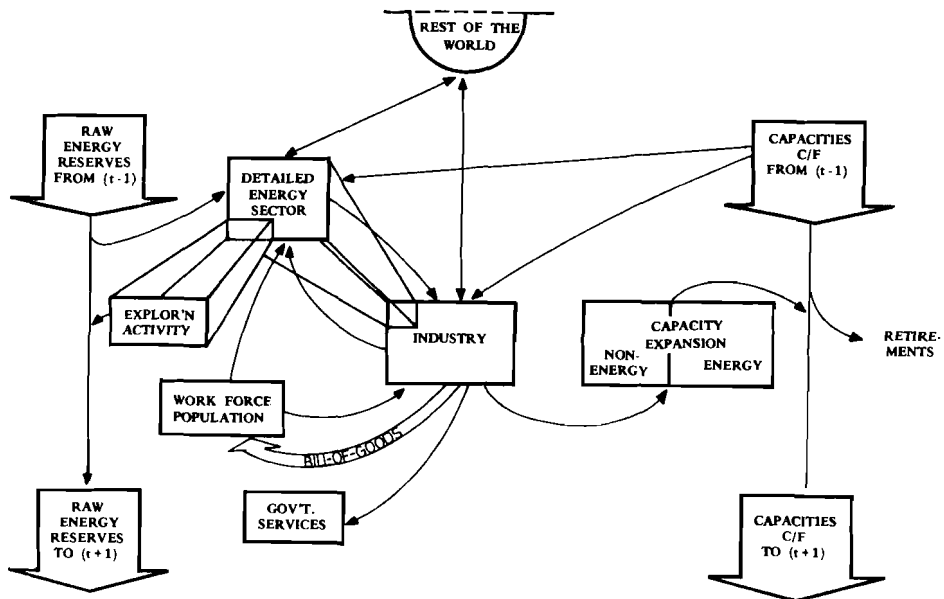 REST OF THE
WORLD
RAW
ENERGY
RESERVES
FROM (t-1)
DETAILED
ENERGY
SECTOR
CAPACITIES
C/F
FROM (t-1)
EXPLOR'N
ACTIVITY
INDUSTRY
CAPACITY
EXPANSION
NON-
ENERGY
ENERGY
RETIRE-
MENTS
WORK FORCE
POPULATION
BILL-OF-GOODS
GOV'T.
SERVICES
RAW
ENERGY
RESERVES
TO (t+1)
CAPACITIES
C/F
TO (t+1)